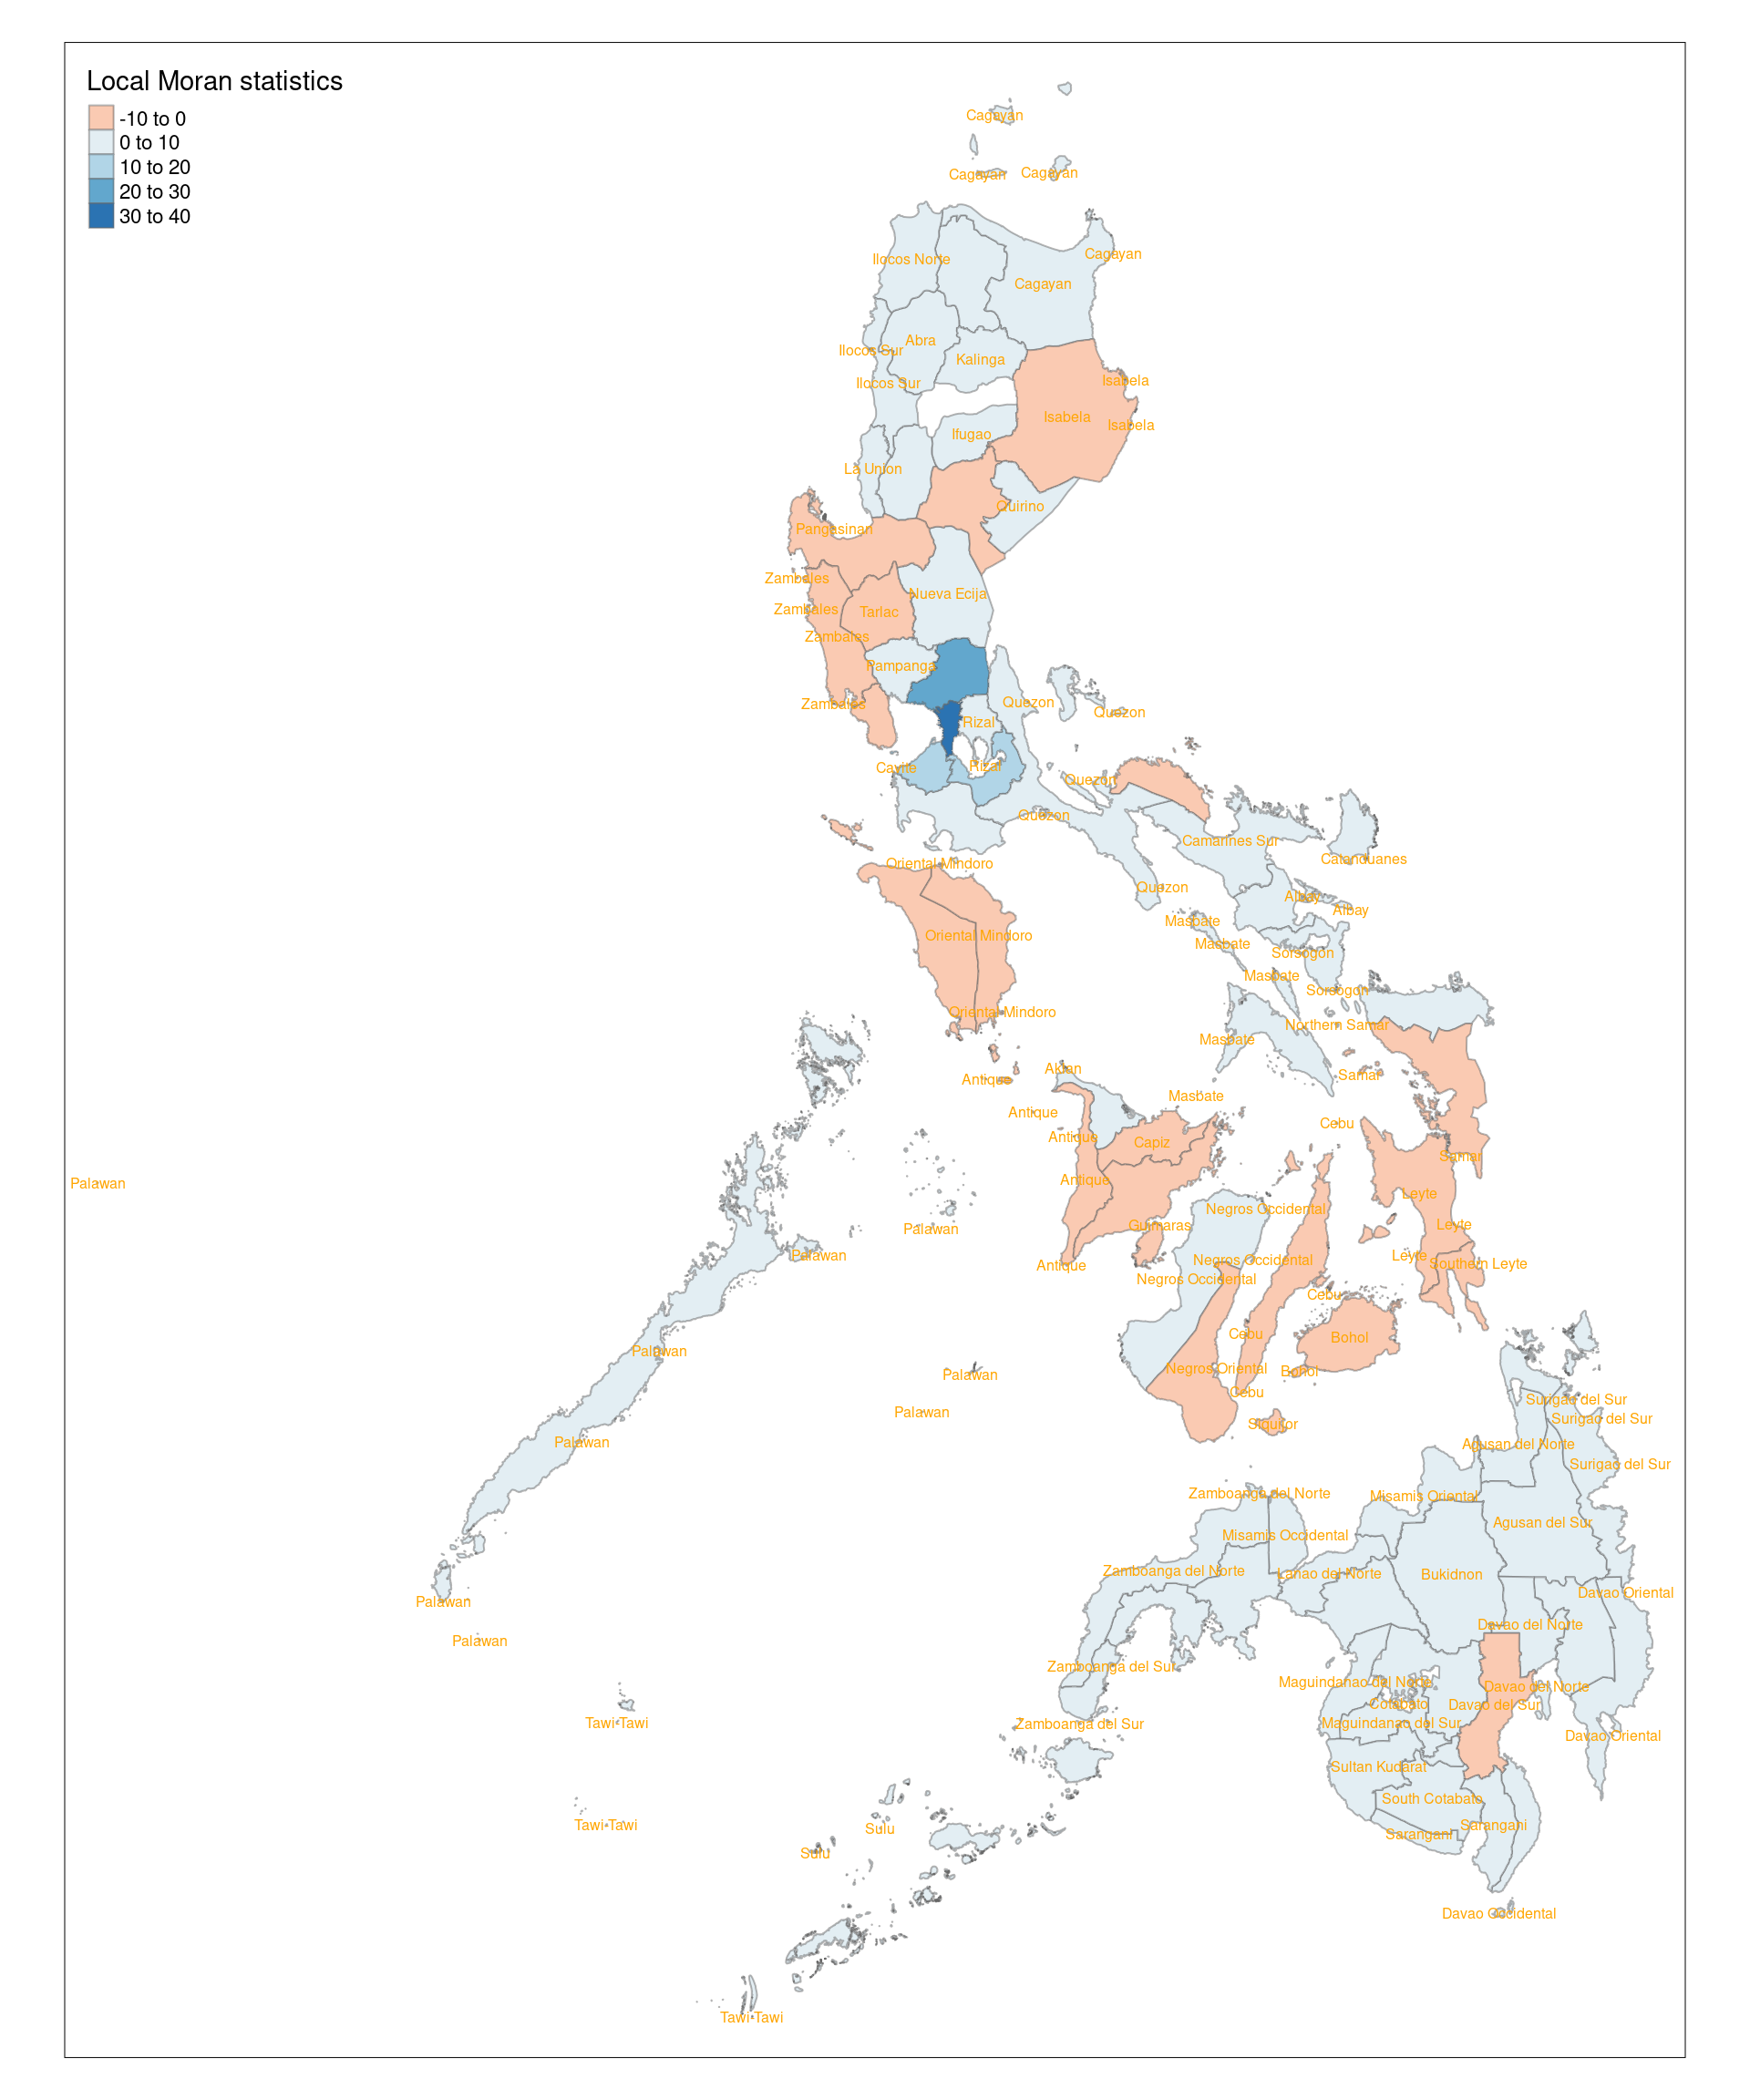 Local Moran statistics
-10 to 0
0 to 10
10 to 20
20 to 30
30 to 40
Cagayan
Cagayan
Cagayan
Cagayan
Ilocos Norte
Cagayan
Abra
Ilocos Sur
Kalinga
Isabela
Ilocos Sur
Isabela
Isabela
Ifugao
La Union
Quirino
Pangasinan
Zambales
Nueva Ecija
Zambales
Tarlac
Zambales
Pampanga
Quezon
Zambales
Quezon
Rizal
Rizal
Cavite
Quezon
Quezon
Camarines Sur
Catanduanes
Oriental Mindoro
Quezon
Albay
Albay
Masbate
Oriental Mindoro
Masbate
Sorsogon
Masbate
Sorsogon
Oriental Mindoro
Northern Samar
Masbate
Aklan
Samar
Antique
Masbate
Antique
Cebu
Antique
Capiz
Samar
Antique
Palawan
Leyte
Negros Occidental
Guimaras
Leyte
Palawan
Palawan
Leyte
Negros Occidental
Southern Leyte
Antique
Negros Occidental
Cebu
Cebu
Bohol
Palawan
Negros Oriental
Bohol
Palawan
Cebu
Surigao del Sur
Palawan
Surigao del Sur
Siquijor
Palawan
Agusan del Norte
Surigao del Sur
Zamboanga del Norte
Misamis Oriental
Agusan del Sur
Misamis Occidental
Zamboanga del Norte
Lanao del Norte
Bukidnon
Davao Oriental
Palawan
Davao del Norte
Palawan
Zamboanga del Sur
Maguindanao del Norte
Davao del Norte
Cotabato
Davao del Sur
Tawi-Tawi
Zamboanga del Sur
Maguindanao del Sur
Davao Oriental
Sultan Kudarat
South Cotabato
Tawi-Tawi
Sulu
Sarangani
Sarangani
Sulu
Davao Occidental
Tawi-Tawi